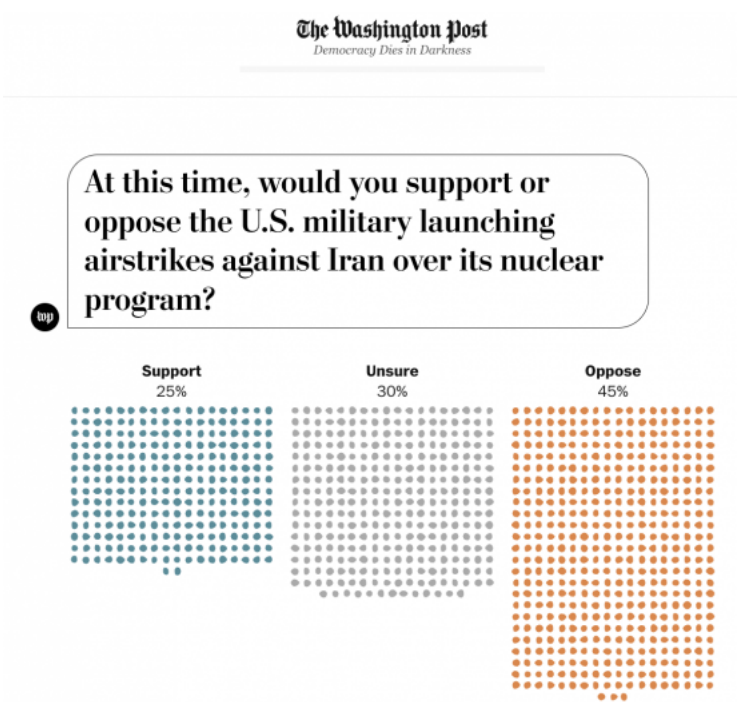 The Washington Post
Democracy Dies in Darkness
At this time, would you support or
oppose the U.S. military launching
airstrikes against Iran over its nuclear
program?
wp
Support
Unsure
Oppose
25%
30%
45%